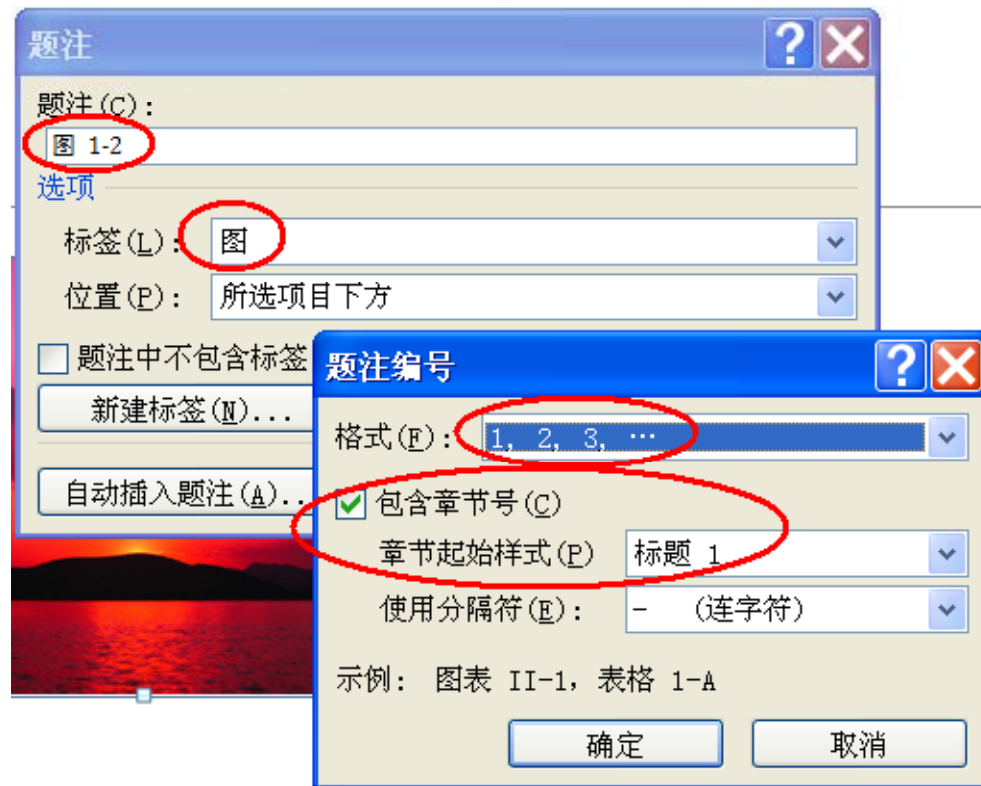 题注
题注(C):
图 1-2
选项
标签(L): 图
位置(P): 所选项目下方
题注中不包含标签
新建标签(N)...
自动插入题注(A)..
题注编号
格式(F): 1, 2, 3, …
包含章节号(C)
章节起始样式(P) 标题 1
使用分隔符(E): - (连字符)
示例: 图表 II-1, 表格 1-A
确定 取消